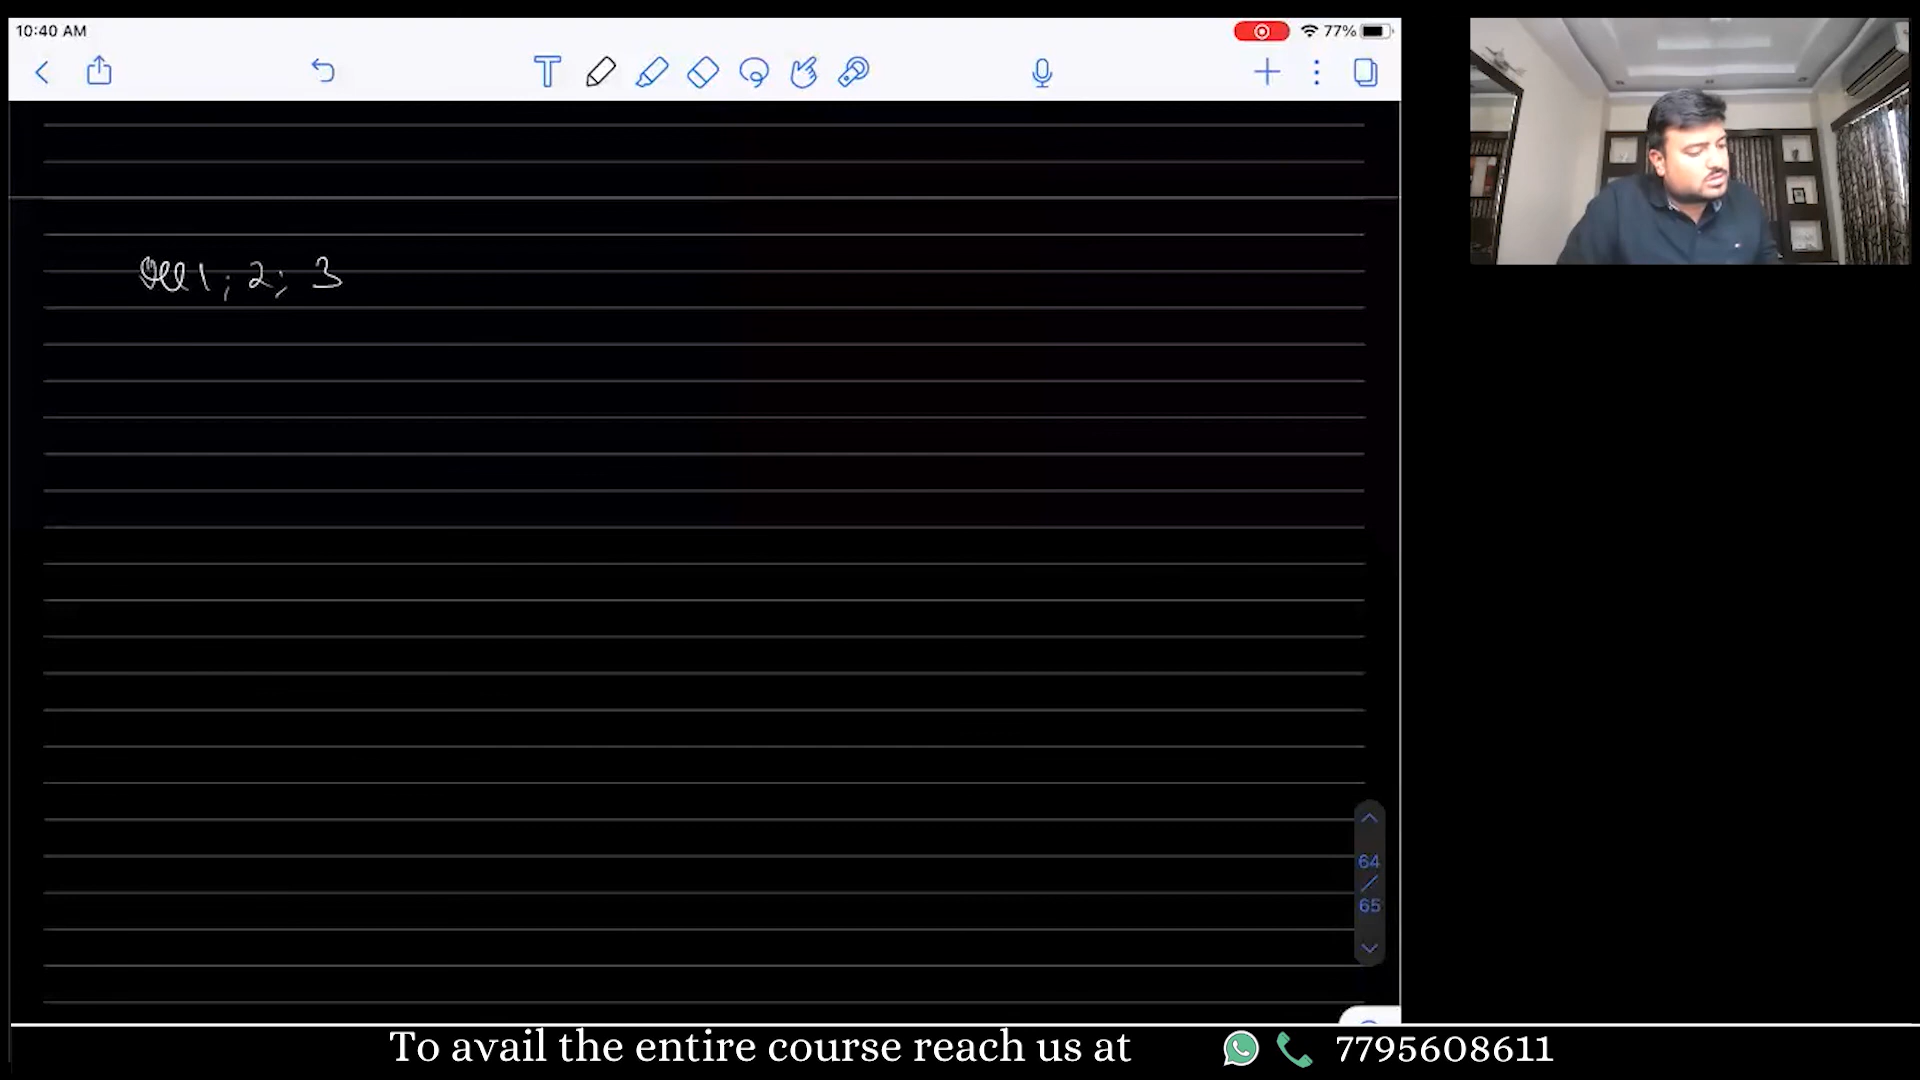 10:40 AM
77%
Ill 1 ; 2 ; 3
64
/
65
To avail the entire course reach us at 7795608611